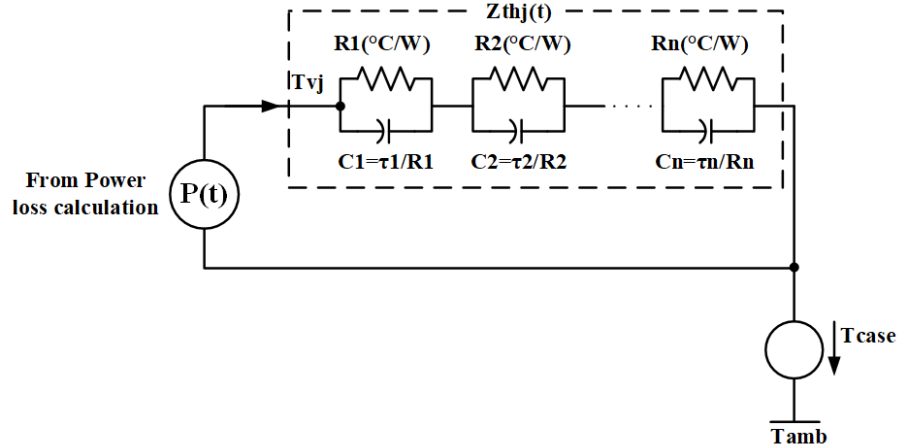 Zthj(t)
R1(°C/W)
R2(°C/W)
Rn(°C/W)
Tvj
C1=τ1/R1
C2=τ2/R2
Cn=τn/Rn
From Power
loss calculation
P(t)
Tcase
Tamb